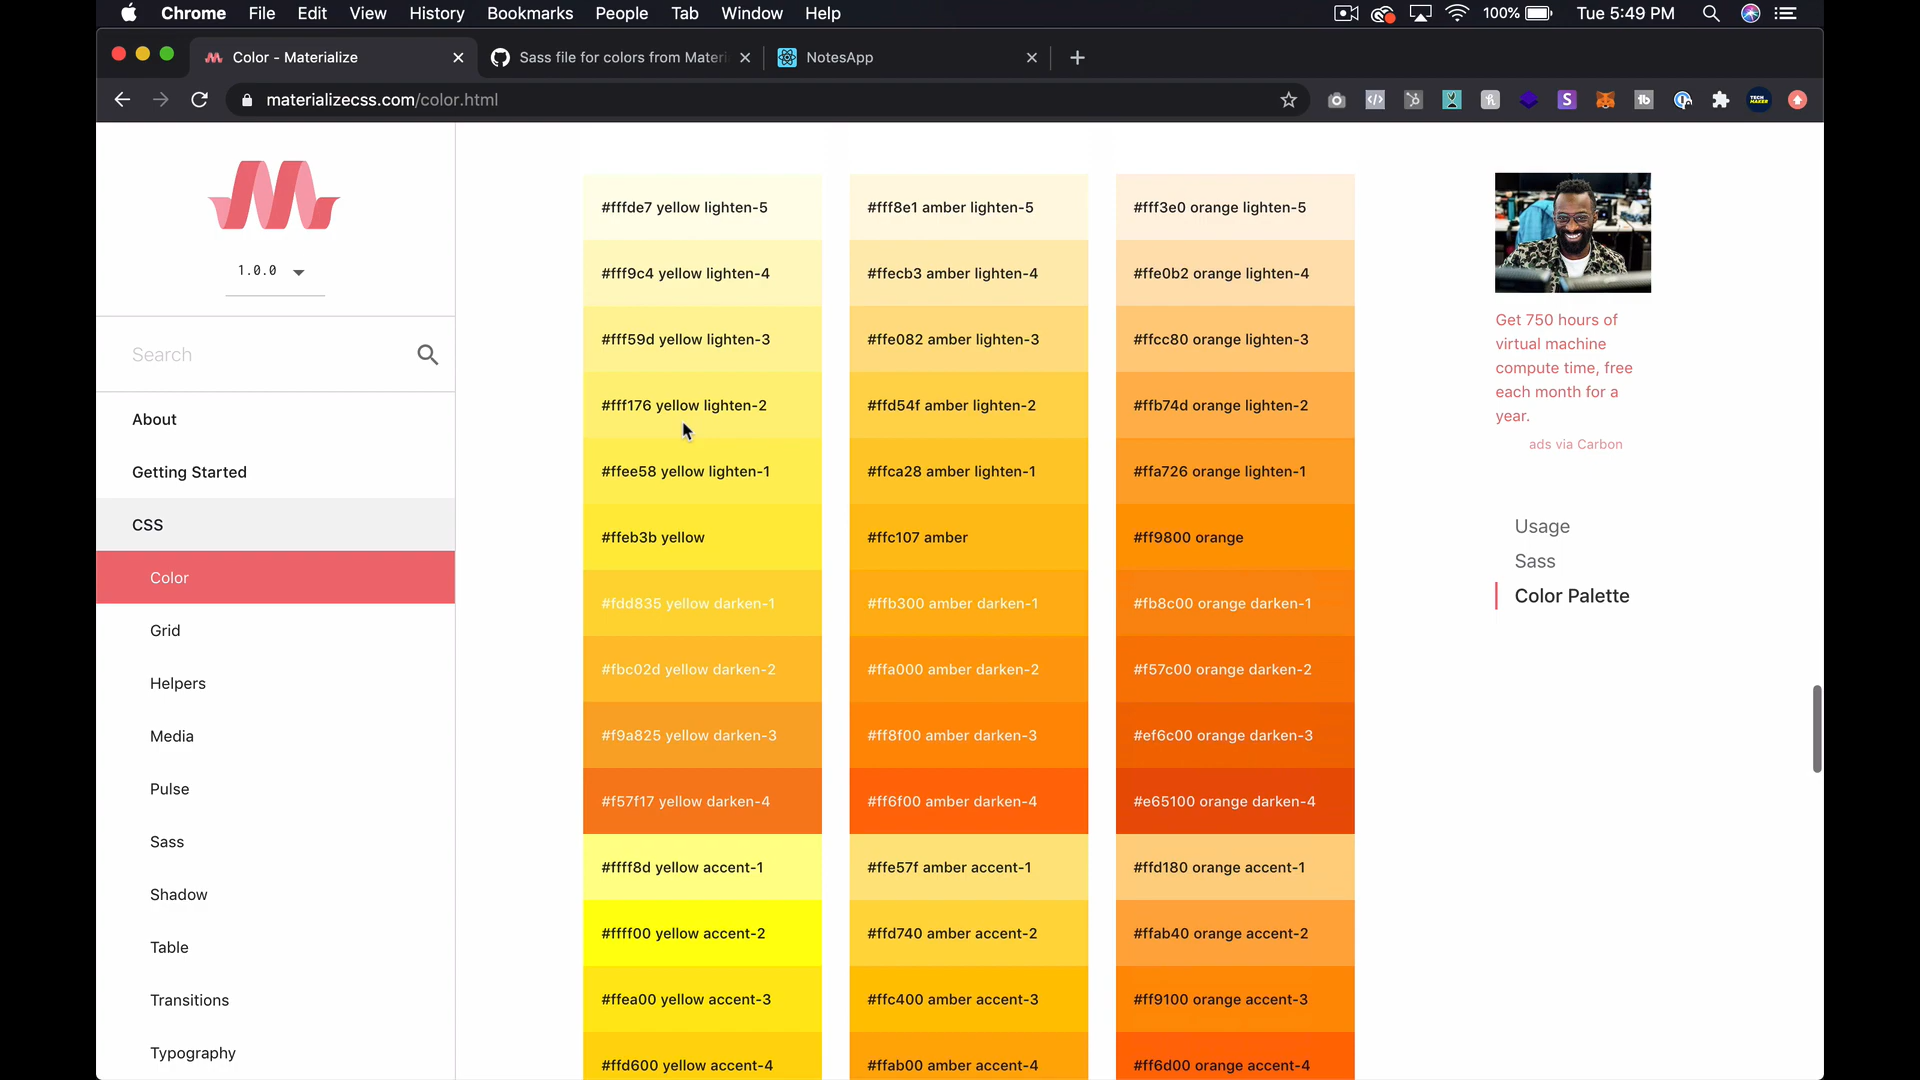 Chrome File Edit View History Bookmarks People Tab Window Help 100% Tue 5:49 PM
Color - Materialize Sass file for colors from Materi NotesApp
materializecss.com/color.html
1.0.0
Search
About
Getting Started
CSS
Color
Grid
Helpers
Media
Pulse
Sass
Shadow
Table
Transitions
Typography
#fffde7 yellow lighten-5
#fff9c4 yellow lighten-4
#fff59d yellow lighten-3
#fff176 yellow lighten-2
#ffee58 yellow lighten-1
#ffeb3b yellow
#fdd835 yellow darken-1
#fbc02d yellow darken-2
#f9a825 yellow darken-3
#f57f17 yellow darken-4
#ffff8d yellow accent-1
#ffff00 yellow accent-2
#ffea00 yellow accent-3
#ffd600 yellow accent-4
#fff8e1 amber lighten-5
#ffecb3 amber lighten-4
#ffe082 amber lighten-3
#ffd54f amber lighten-2
#ffca28 amber lighten-1
#ffc107 amber
#ffb300 amber darken-1
#ffa000 amber darken-2
#ff8f00 amber darken-3
#ff6f00 amber darken-4
#ffe57f amber accent-1
#ffd740 amber accent-2
#ffc400 amber accent-3
#ffab00 amber accent-4
#fff3e0 orange lighten-5
#ffe0b2 orange lighten-4
#ffcc80 orange lighten-3
#ffb74d orange lighten-2
#ffa726 orange lighten-1
#ff9800 orange
#fb8c00 orange darken-1
#f57c00 orange darken-2
#ef6c00 orange darken-3
#e65100 orange darken-4
#ffd180 orange accent-1
#ffab40 orange accent-2
#ff9100 orange accent-3
#ff6d00 orange accent-4
Get 750 hours of
virtual machine
compute time, free
each month for a
year.
ads via Carbon
Usage
Sass
Color Palette